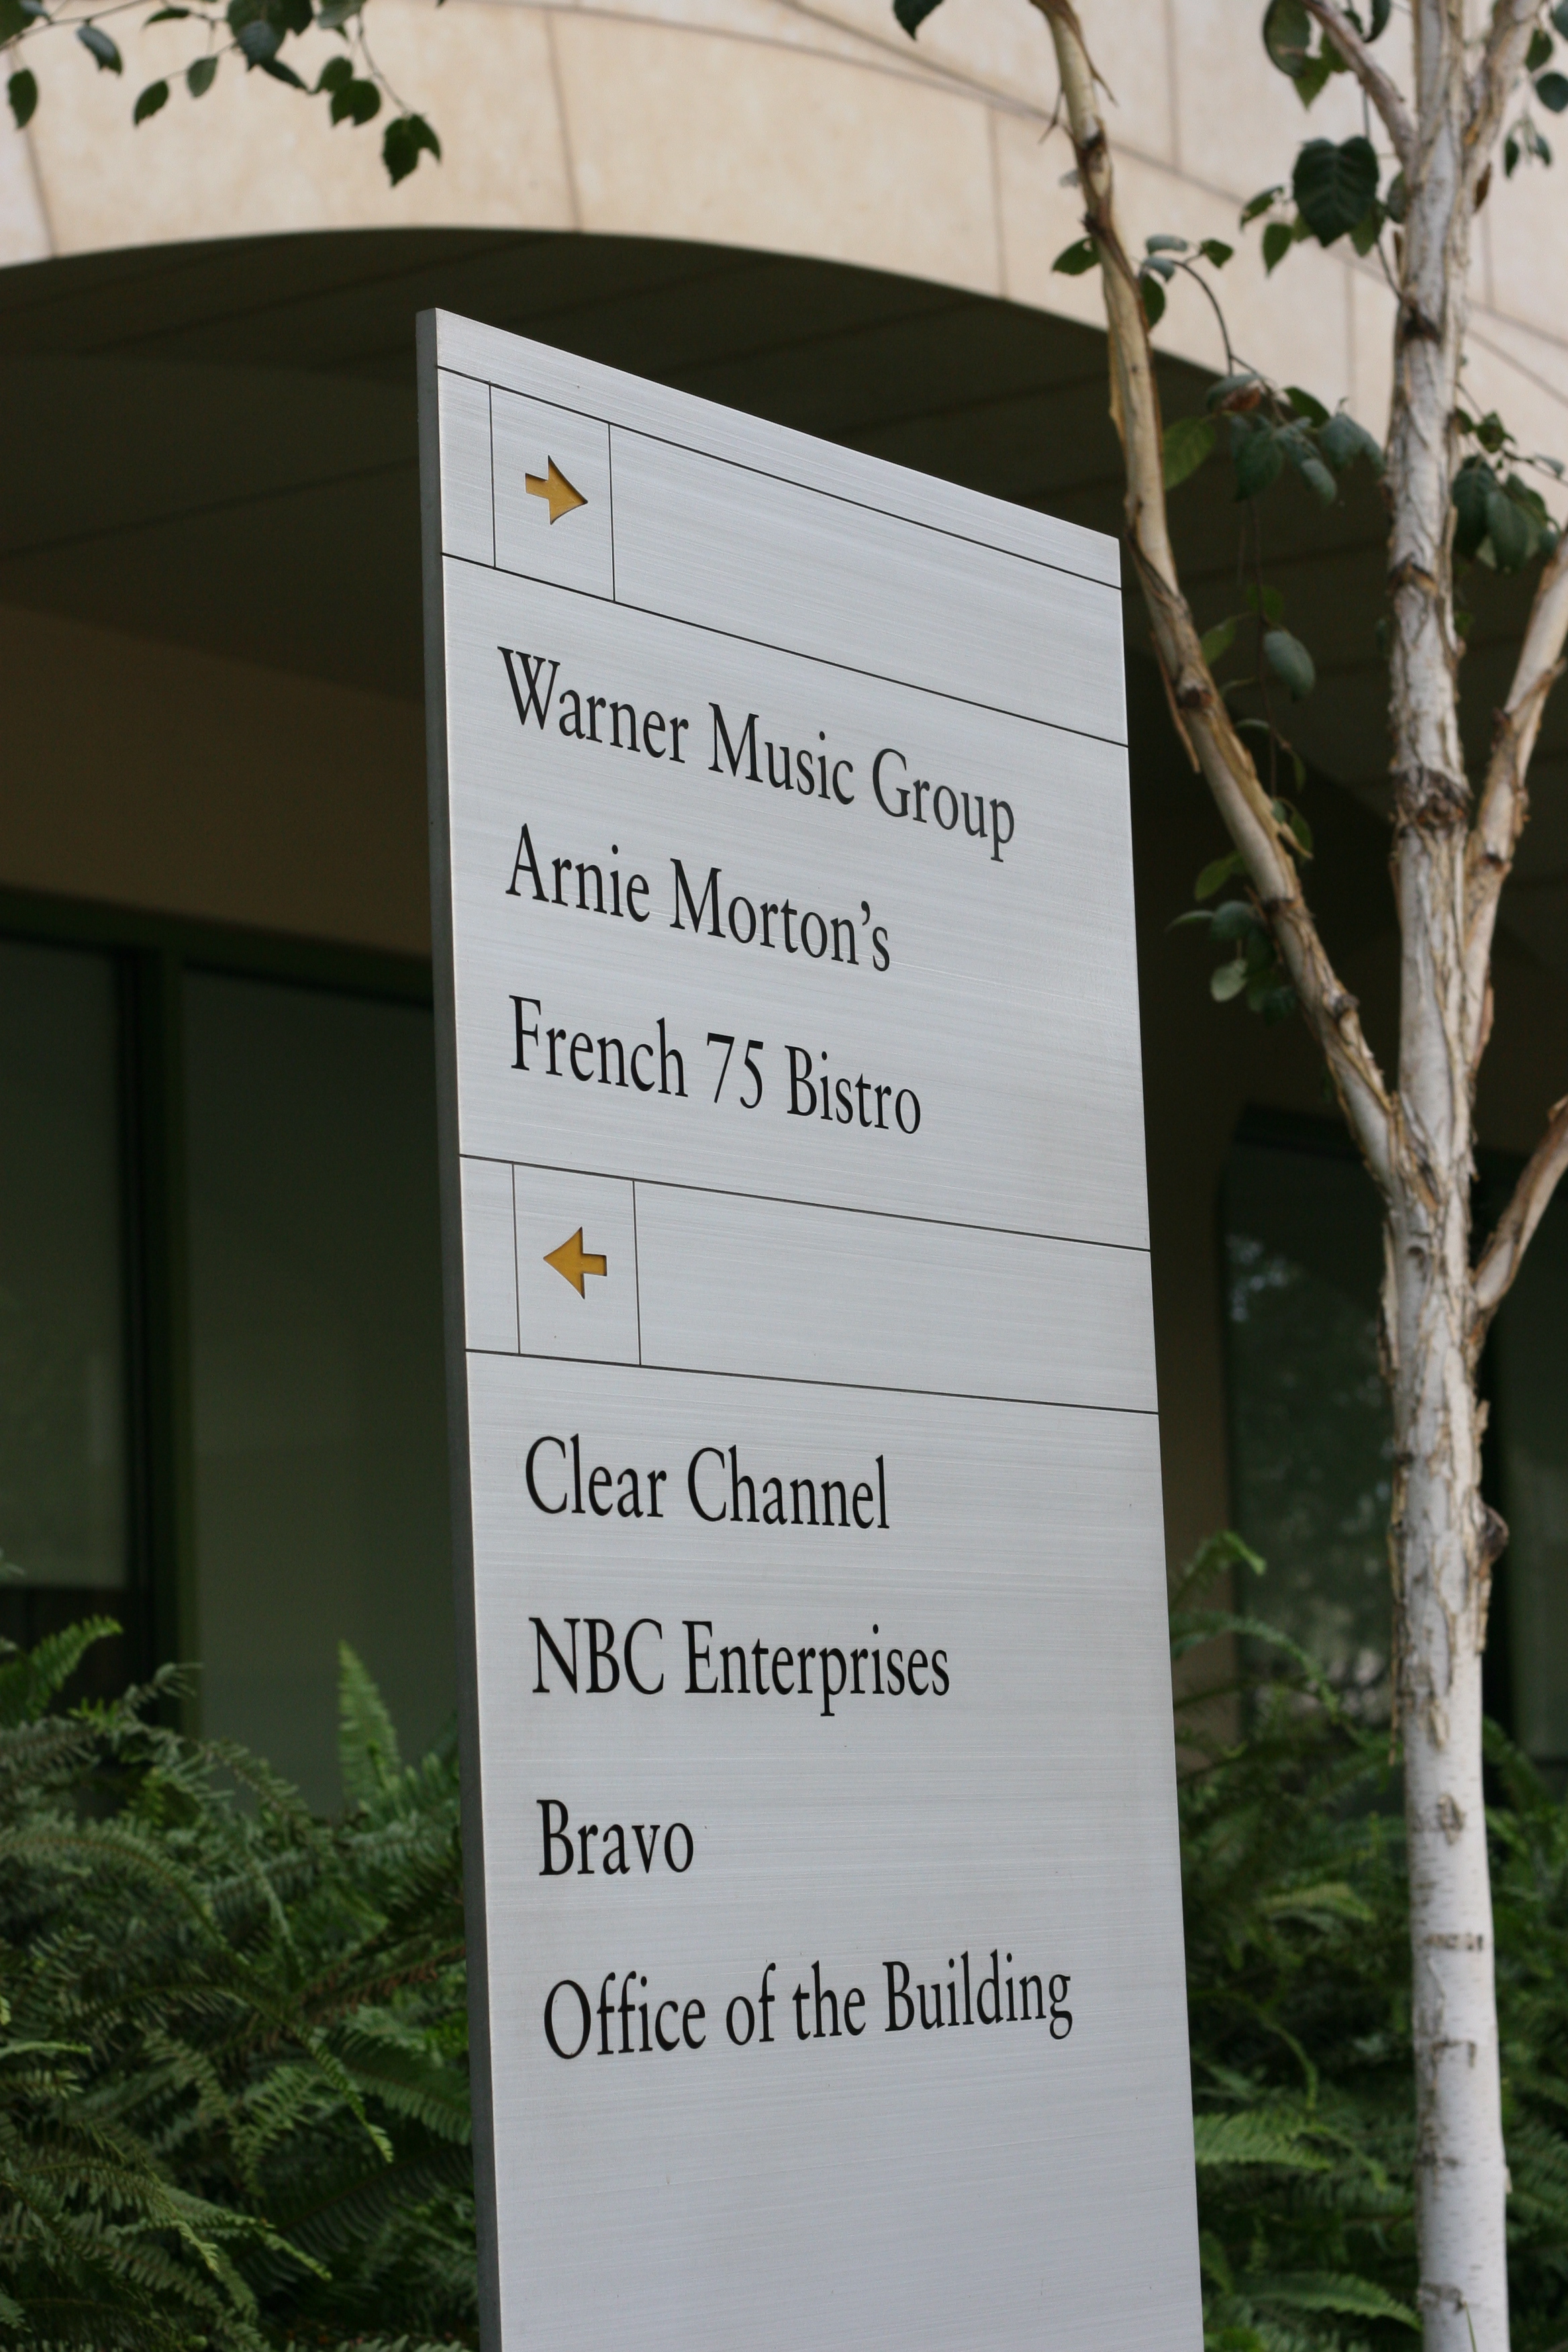 Warner Music Group
Arnie Morton's
French 75 Bistro
Clear Channel
NBC Enterprises
Bravo
Office of the Building